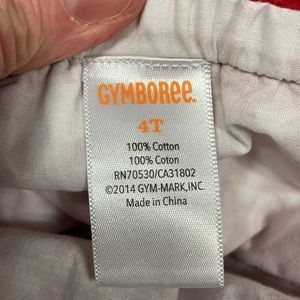 GYMBOREE
4T
100% Cotton
100% Coton
RN70530/CA31802
©2014 GYM-MARK,INC.
Made in China